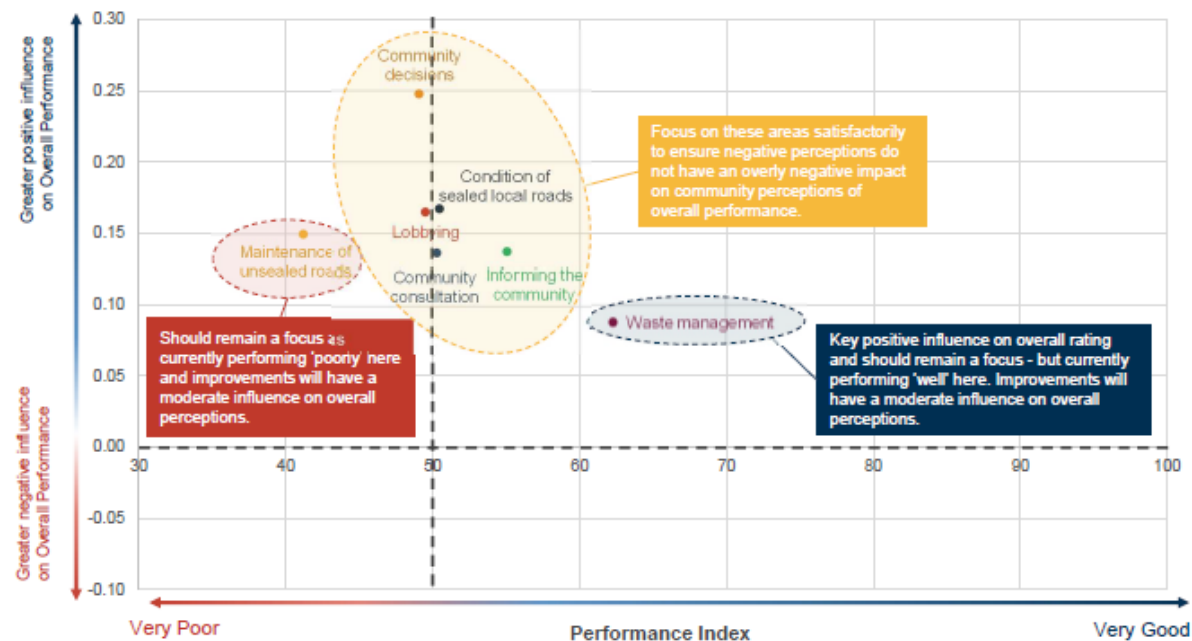 Greater positive influence
on Overall Performance
Greater negative influence
on Overall Performance
0.30
0.25
0.20
0.15
0.10
0.05
0.00
-0.05
-0.10
Community
decisions
Condition of
sealed local roads
Lobbying
Maintenance of
unsealed roads
Community
consultation
Informing the
community
Waste management
Focus on these areas satisfactorily
to ensure negative perceptions do
not have an overly negative impact
on community perceptions of
overall performance.
Should remain a focus as
currently performing 'poorly' here
and improvements will have a
moderate influence on overall
perceptions.
Key positive influence on overall rating
and should remain a focus - but currently
performing 'well' here. Improvements will
have a moderate influence on overall
perceptions.
30 40 50 60 70 80 90 100
Very Poor
Performance Index
Very Good